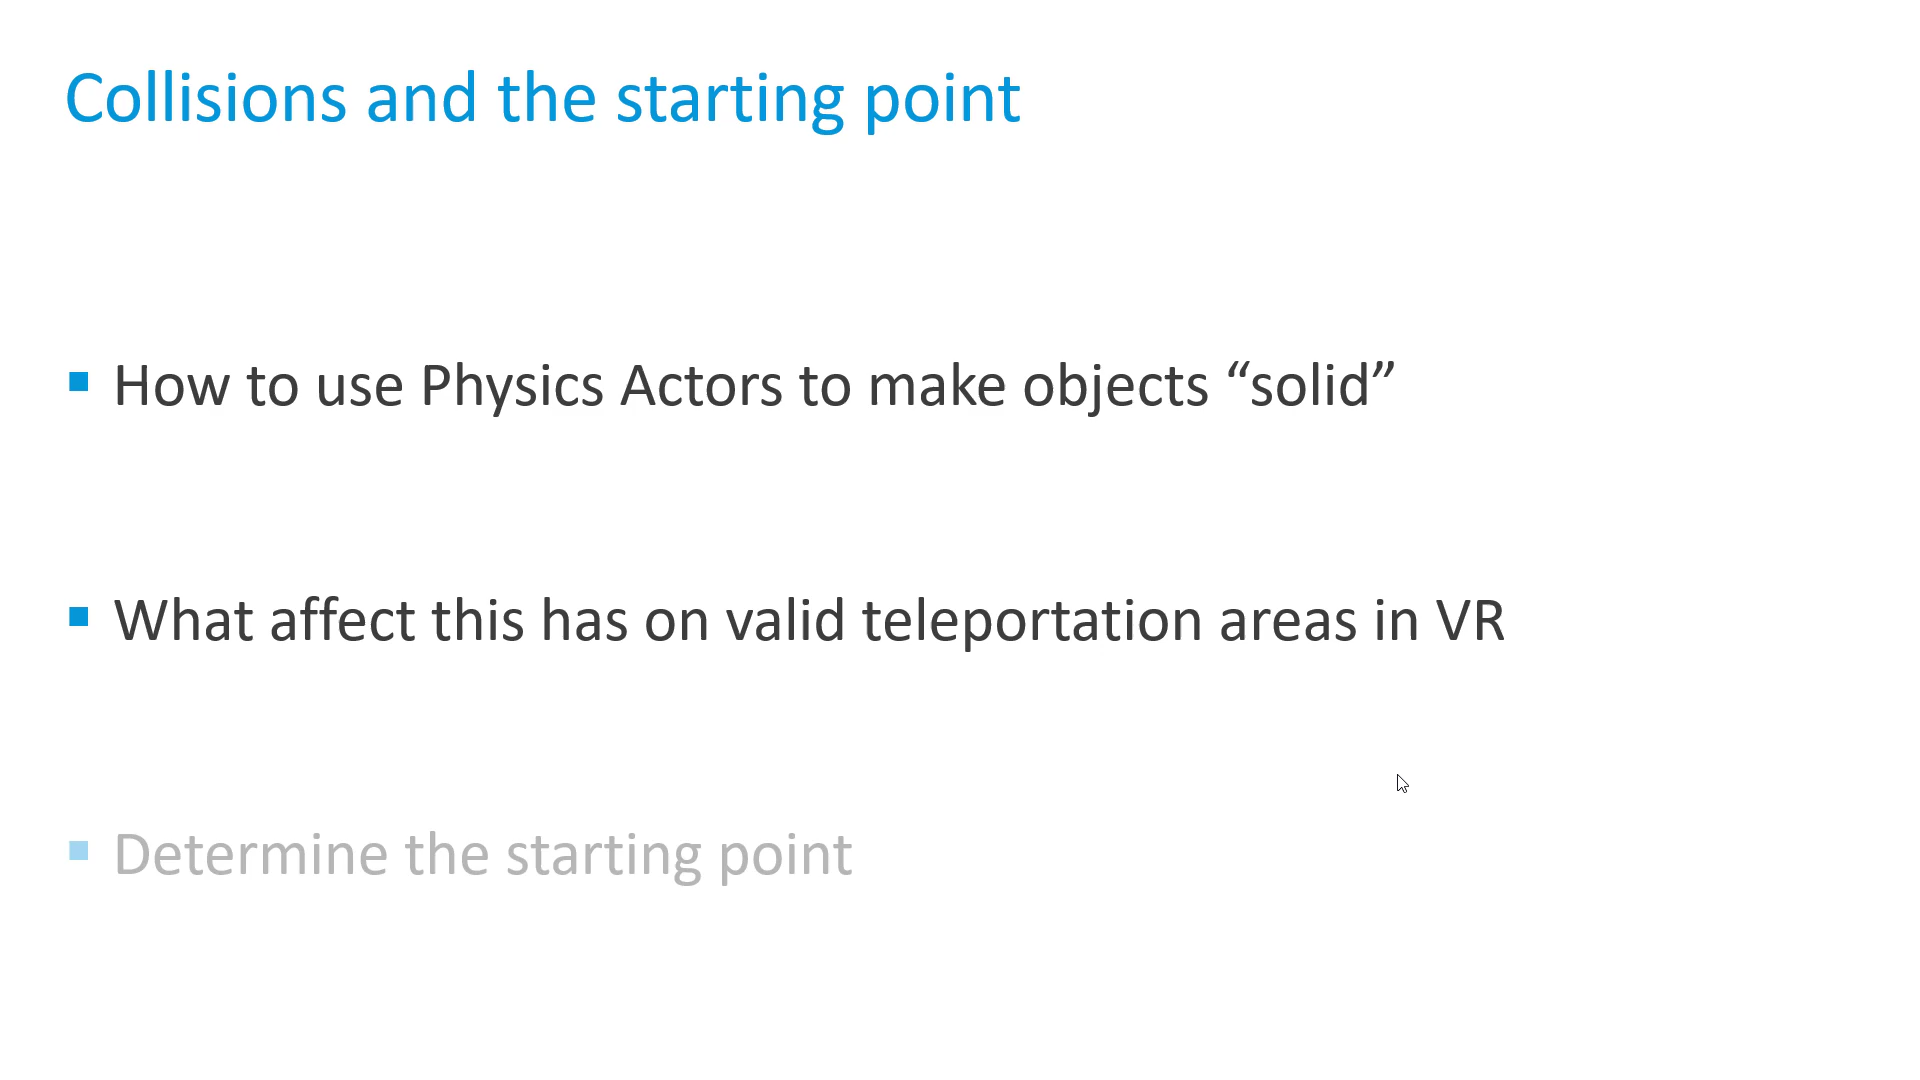 Collisions and the starting point
▪ How to use Physics Actors to make objects “solid”
▪ What affect this has on valid teleportation areas in VR
▪ Determine the starting point